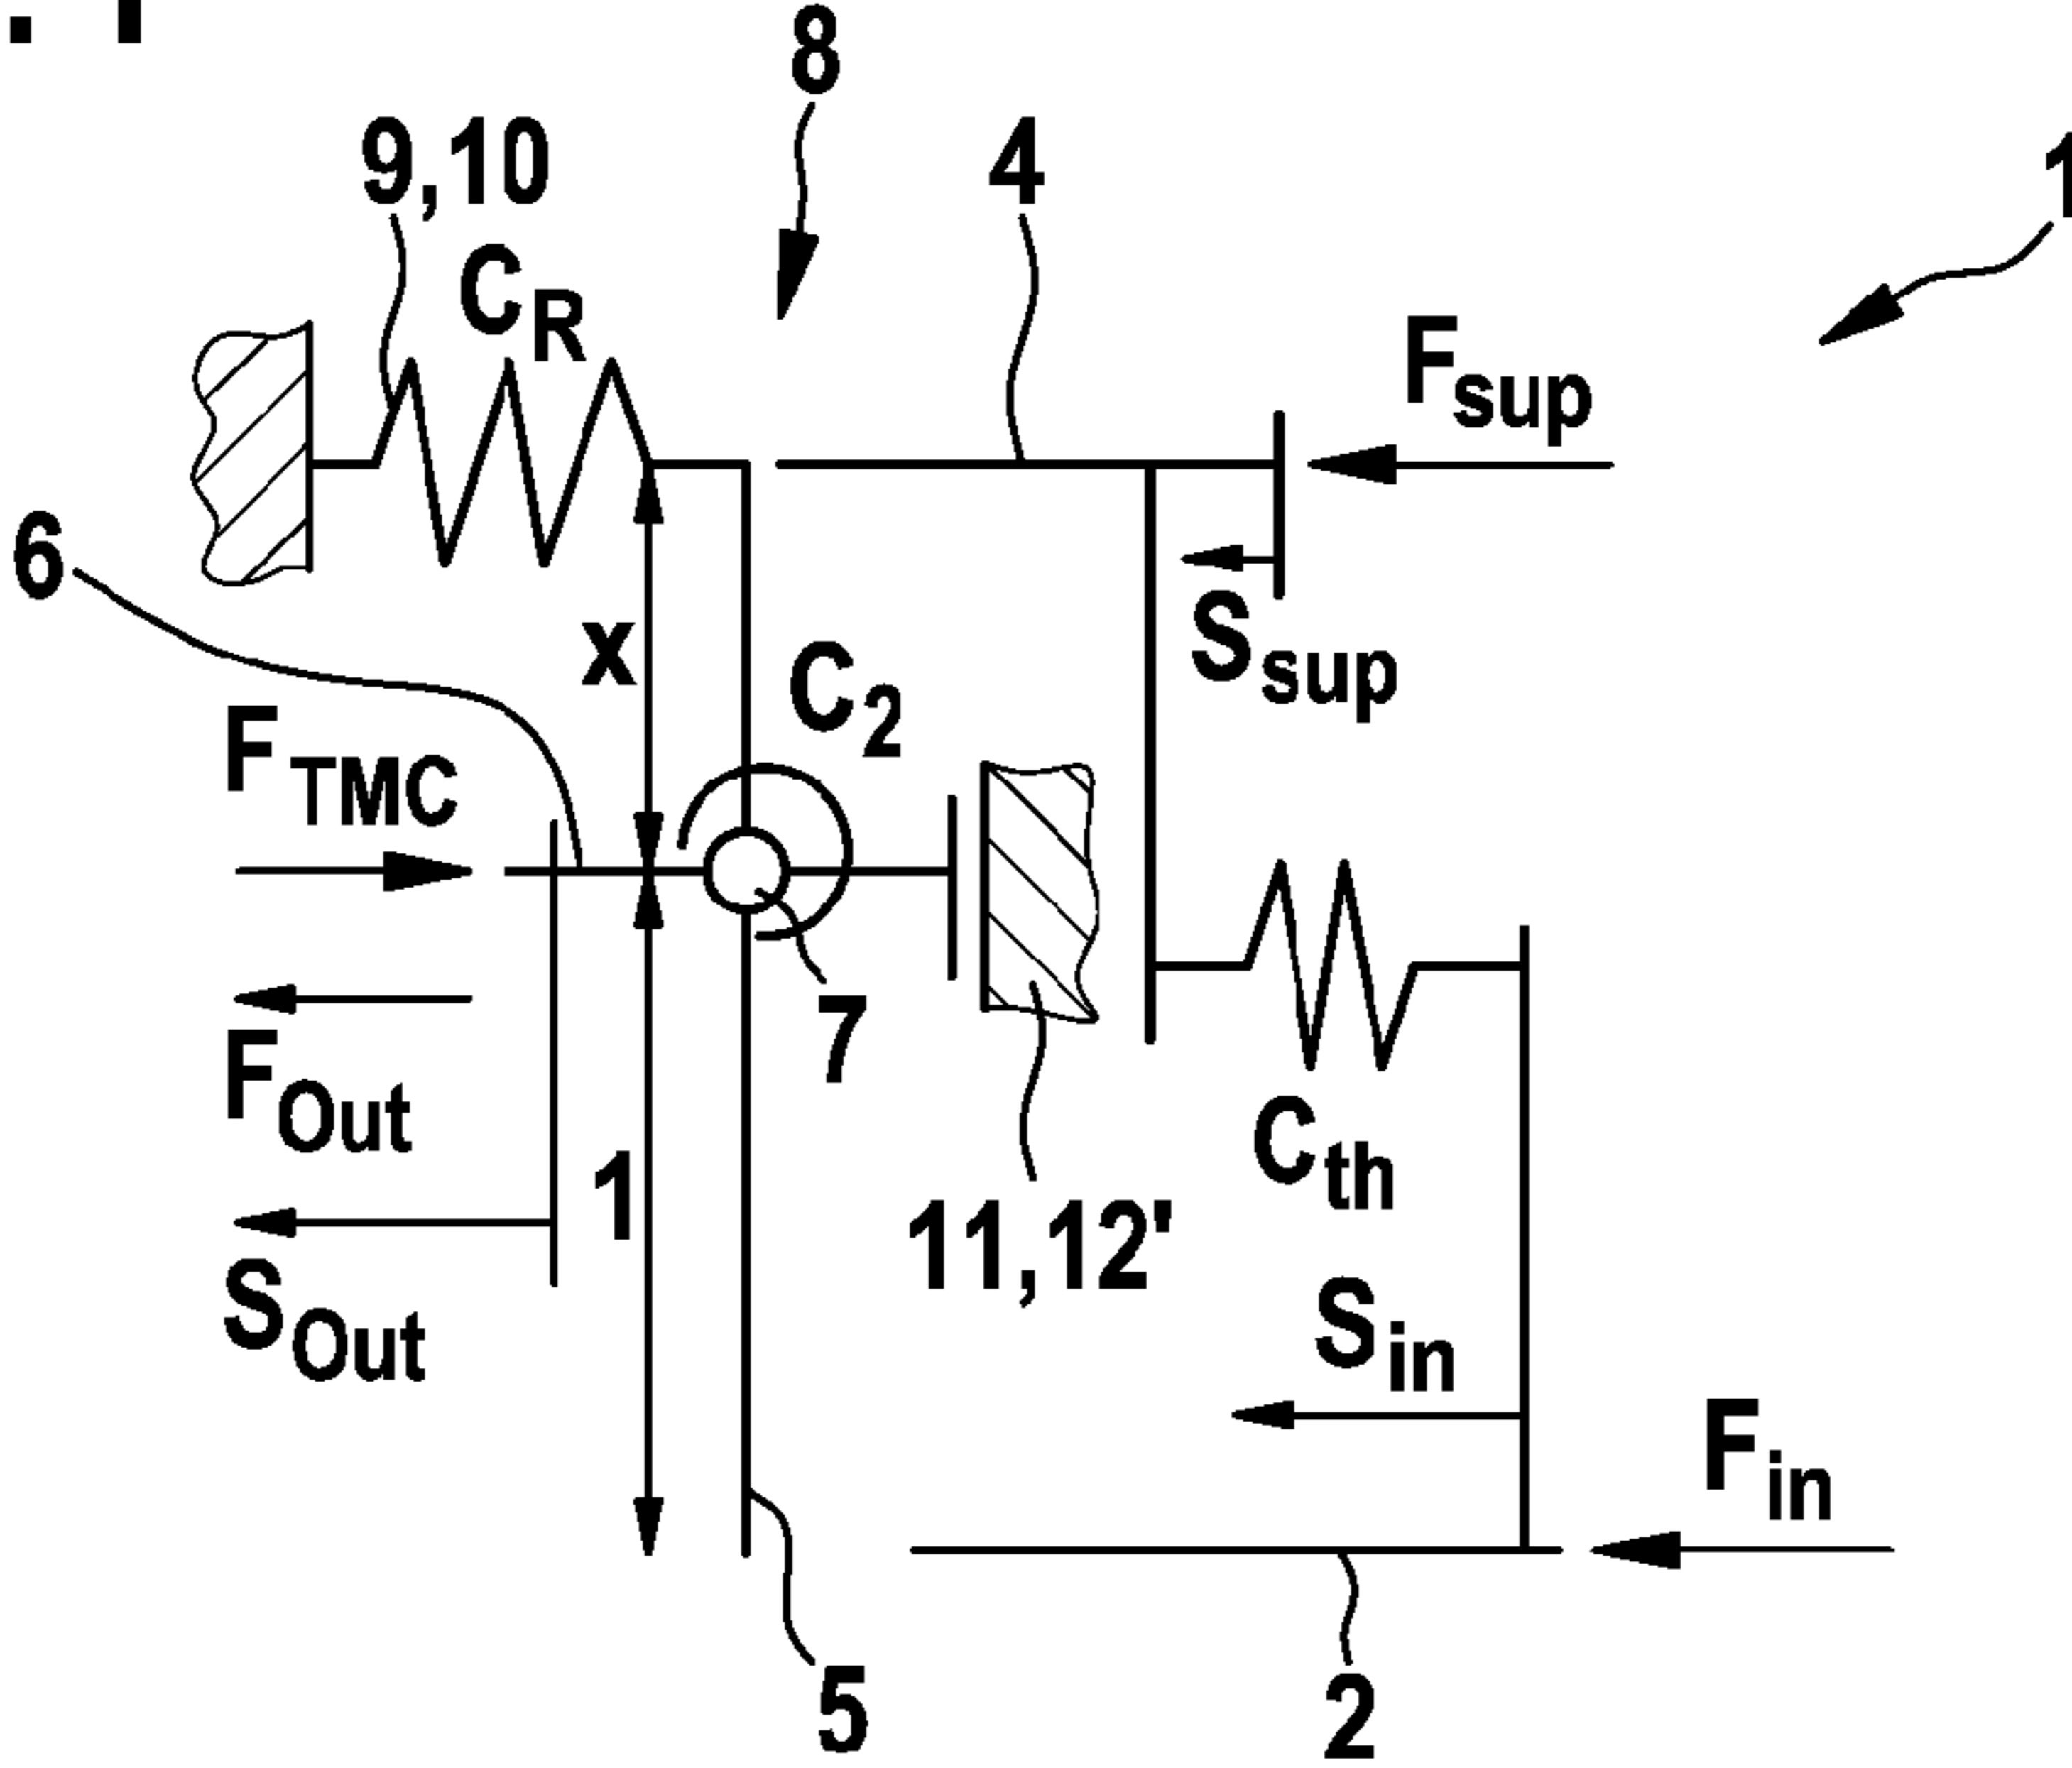 8
9,10
4
1
C_R
F_sup
6
S_sup
x
C_2
F_TMC
7
F_Out
C_th
1
11,12'
S_Out
S_in
F_in
5
2